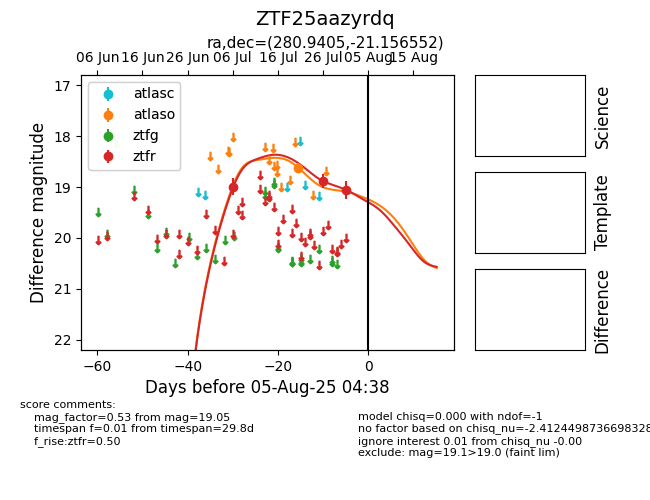 ZTF25aazyrdq
ra,dec=(280.9405,-21.156552)
06 Jun 16 Jun 26 Jun 06 Jul 16 Jul 26 Jul 05 Aug 15 Aug
atlasc
atlaso
ztfg
ztfr
Difference magnitude
17
18
19
20
21
22
−60 −40 −20 0
Days before 05-Aug-25 04:38
Science
Template
Difference
score comments:
mag_factor=0.53 from mag=19.05
timespan f=0.01 from timespan=29.8d
f_rise:ztfr=0.50
model chisq=0.000 with ndof=-1
no factor based on chisq_nu=-2.4124498736698328
ignore interest 0.01 from chisq_nu -0.00
exclude: mag=19.1>19.0 (faint lim)